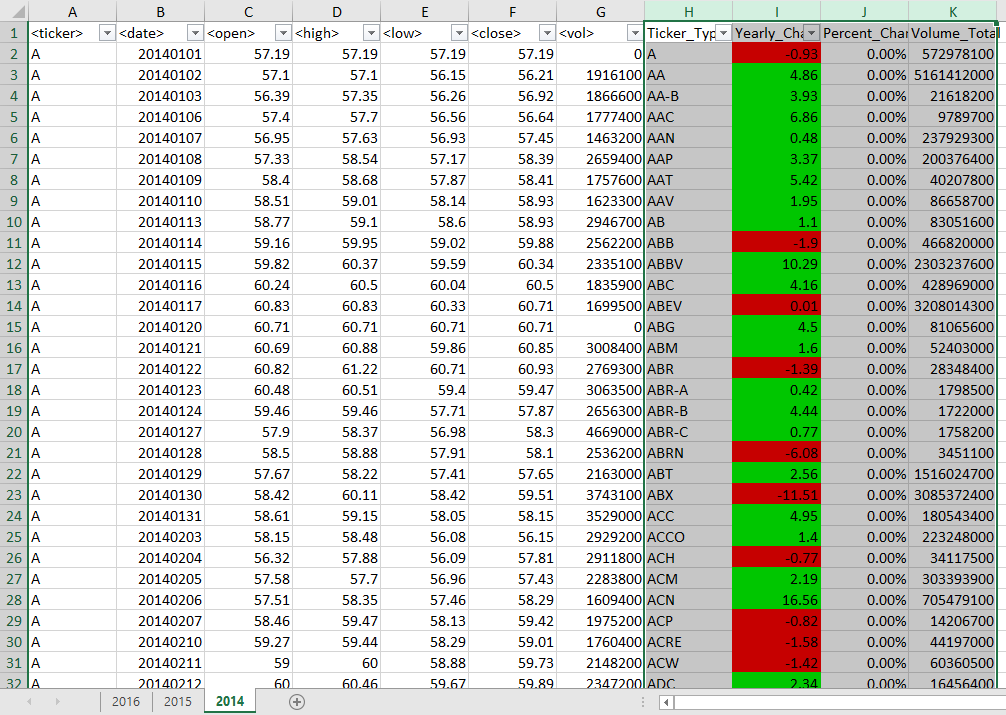 A B C D E F G H I J K
1 <ticker> <date> <open> <high> <low> <close> <vol> Ticker_Typ Yearly_Cha Percent_Chan Volume_Total
2 A 20140101 57.19 57.19 57.19 57.19 0 A -0.93 0.00% 572978100
3 A 20140102 57.1 57.1 56.15 56.21 1916100 AA 4.86 0.00% 5161412000
4 A 20140103 56.39 57.35 56.26 56.92 1866600 AA-B 3.93 0.00% 21618200
5 A 20140106 57.4 57.7 56.56 56.64 1777400 AAC 6.86 0.00% 9789700
6 A 20140107 56.95 57.63 56.93 57.45 1463200 AAN 0.48 0.00% 237929300
7 A 20140108 57.33 58.54 57.17 58.39 2659400 AAP 3.37 0.00% 200376400
8 A 20140109 58.4 58.68 57.87 58.41 1757600 AAT 5.42 0.00% 40207800
9 A 20140110 58.51 59.01 58.14 58.93 1623300 AAV 1.95 0.00% 86658700
10 A 20140113 58.77 59.1 58.6 58.93 2946700 AB 1.1 0.00% 83051600
11 A 20140114 59.16 59.95 59.02 59.88 2562200 ABB -1.9 0.00% 466820000
12 A 20140115 59.82 60.37 59.59 60.34 2335100 ABBV 10.29 0.00% 2303237600
13 A 20140116 60.24 60.5 60.04 60.5 1835900 ABC 4.16 0.00% 428969000
14 A 20140117 60.83 60.83 60.33 60.71 1699500 ABEV 0.01 0.00% 3208014300
15 A 20140120 60.71 60.71 60.71 60.71 0 ABG 4.5 0.00% 81065600
16 A 20140121 60.69 60.88 59.86 60.85 3008400 ABM 1.6 0.00% 52403000
17 A 20140122 60.82 61.22 60.71 60.93 2769300 ABR -1.39 0.00% 28348400
18 A 20140123 60.48 60.51 59.4 59.47 3063500 ABR-A 0.42 0.00% 1798500
19 A 20140124 59.46 59.46 57.71 57.87 2656300 ABR-B 4.44 0.00% 1722000
20 A 20140127 57.9 58.37 56.98 58.3 4669000 ABR-C 0.77 0.00% 1758200
21 A 20140128 58.5 58.88 57.91 58.1 2536200 ABRN -6.08 0.00% 3451100
22 A 20140129 57.67 58.22 57.41 57.65 2163000 ABT 2.56 0.00% 1516024700
23 A 20140130 58.42 60.11 58.42 59.51 3743100 ABX -11.51 0.00% 3085372400
24 A 20140131 58.61 59.15 58.05 58.15 3529000 ACC 4.95 0.00% 180543400
25 A 20140203 58.15 58.48 56.08 56.15 2929200 ACCO 1.4 0.00% 223248000
26 A 20140204 56.32 57.88 56.09 57.81 2911800 ACH -0.77 0.00% 34117500
27 A 20140205 57.58 57.7 56.96 57.43 2283800 ACM 2.19 0.00% 303393900
28 A 20140206 57.51 58.35 57.46 58.29 1609400 ACN 16.56 0.00% 705479100
29 A 20140207 58.46 59.47 58.13 59.42 1975200 ACP -0.82 0.00% 14206700
30 A 20140210 59.27 59.44 58.29 59.01 1760400 ACRE -1.58 0.00% 44197000
31 A 20140211 59 60 58.88 59.73 2148200 ACW -1.42 0.00% 60360500
32 A 20140212 60 60.46 59.67 59.89 2347200 ADC 2.34 0.00% 16456400
2016 2015 2014